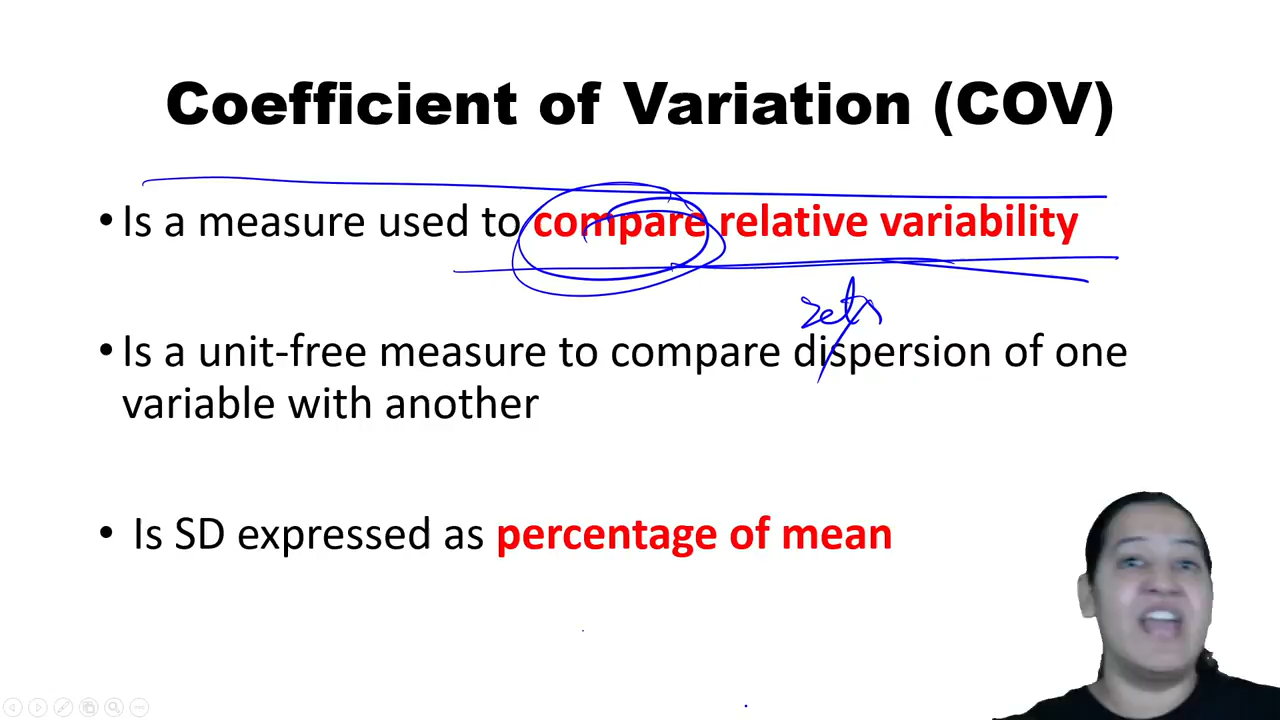 Coefficient of Variation (COV)
• Is a measure used to compare relative variability
• Is a unit-free measure to compare dispersion of one
variable with another
• Is SD expressed as percentage of mean